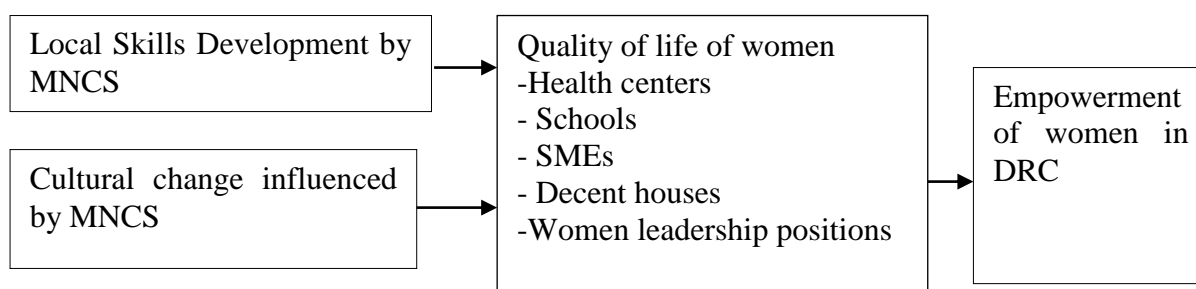 Local Skills Development by
MNCS
Cultural change influenced
by MNCS
Quality of life of women
-Health centers
- Schools
- SMEs
- Decent houses
-Women leadership positions
Empowerment
of women in
DRC